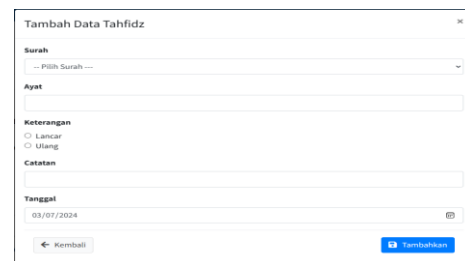 Tambah Data Tahfidz
×
Surah
-- Pilih Surah ---
Ayat
Keterangan
Lancar
Ulang
Catatan
Tanggal
03/07/2024
Kembali
Tambahkan